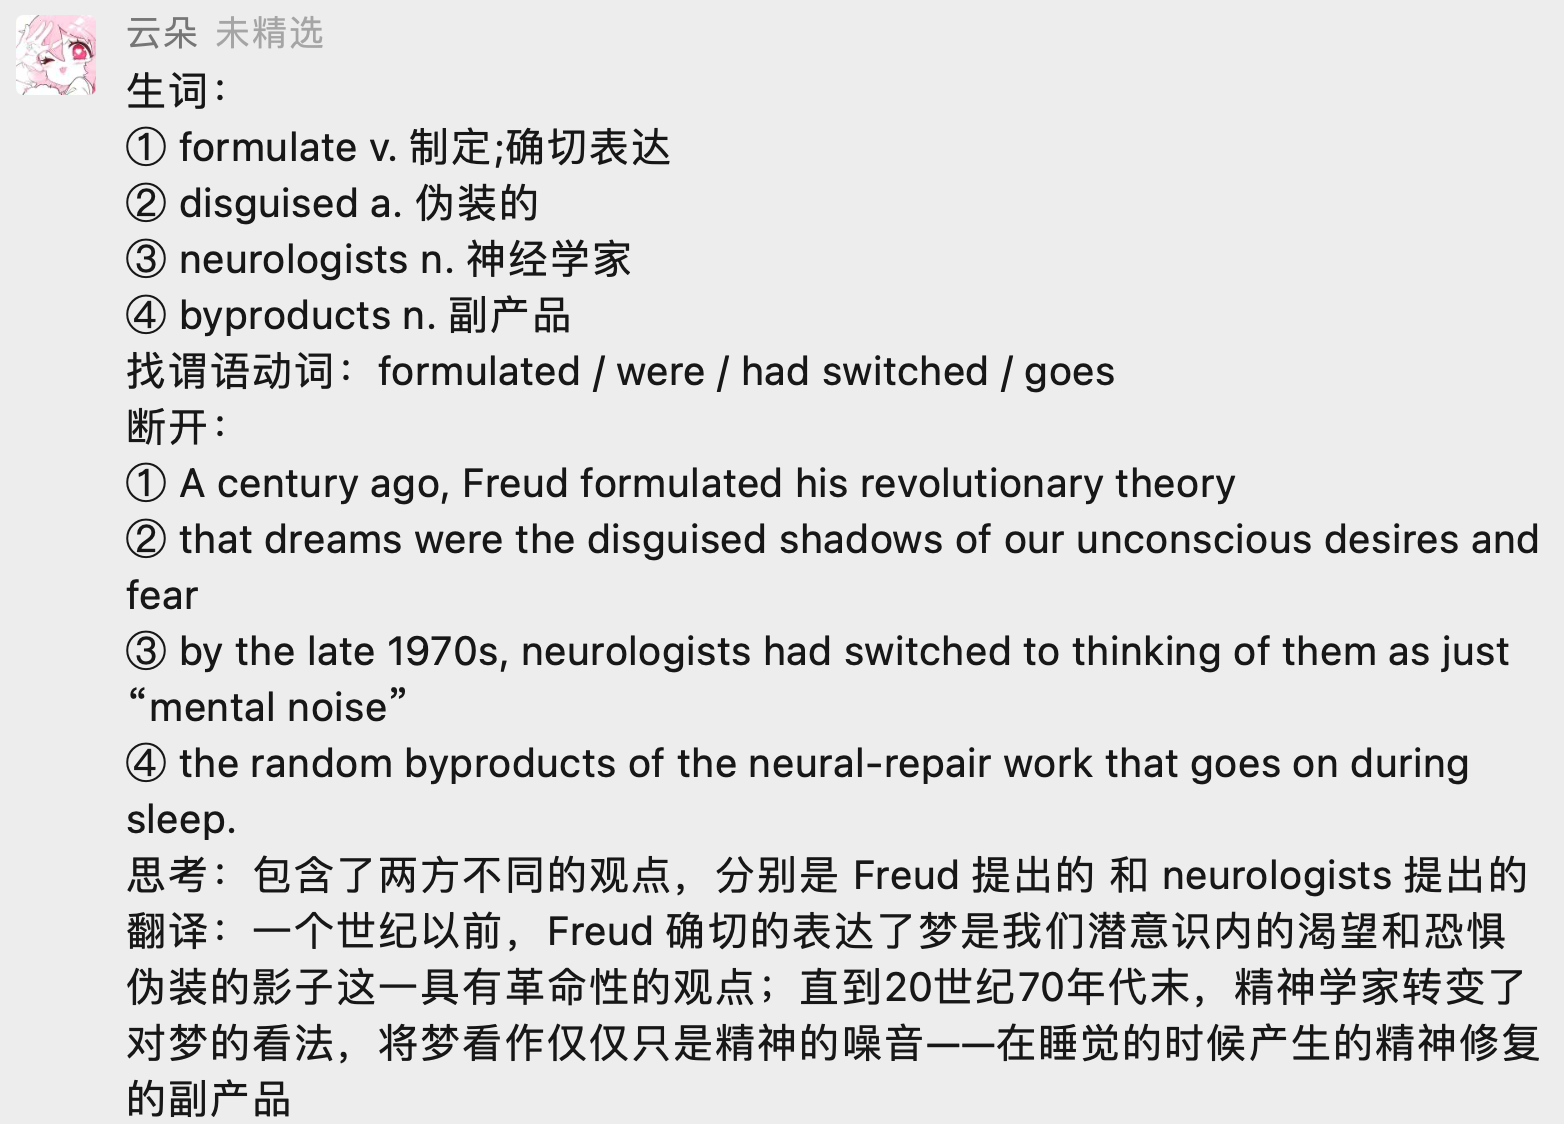 云朵 未精选
生词：
① formulate v. 制定;确切表达
② disguised a. 伪装的
③ neurologists n. 神经学家
④ byproducts n. 副产品
找谓语动词：formulated / were / had switched / goes
断开：
① A century ago, Freud formulated his revolutionary theory
② that dreams were the disguised shadows of our unconscious desires and
fear
③ by the late 1970s, neurologists had switched to thinking of them as just
“mental noise”
④ the random byproducts of the neural-repair work that goes on during
sleep.
思考：包含了两方不同的观点，分别是 Freud 提出的 和 neurologists 提出的
翻译：一个世纪以前，Freud 确切的表达了梦是我们潜意识内的渴望和恐惧
伪装的影子这一具有革命性的观点；直到20世纪70年代末，精神学家转变了
对梦的看法，将梦看作仅仅只是精神的噪音——在睡觉的时候产生的精神修复
的副产品